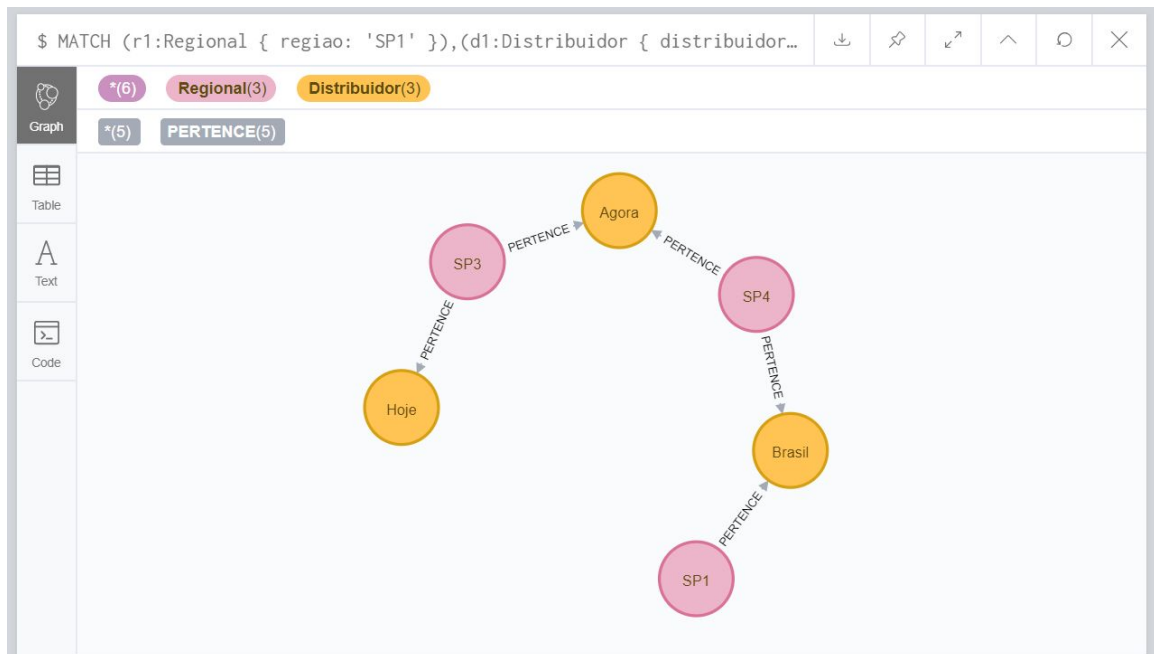 $ MATCH (r1:Regional { regiao: 'SP1' }),(d1:Distribuidor { distribuidor…
*(6) Regional(3) Distribuidor(3)
Graph
*(5) PERTENCE(5)
Table
Text
Code
Agora
PERTENCE
PERTENCE
SP3
SP4
PERTENCE
PERTENCE
Hoje
Brasil
PERTENCE
SP1